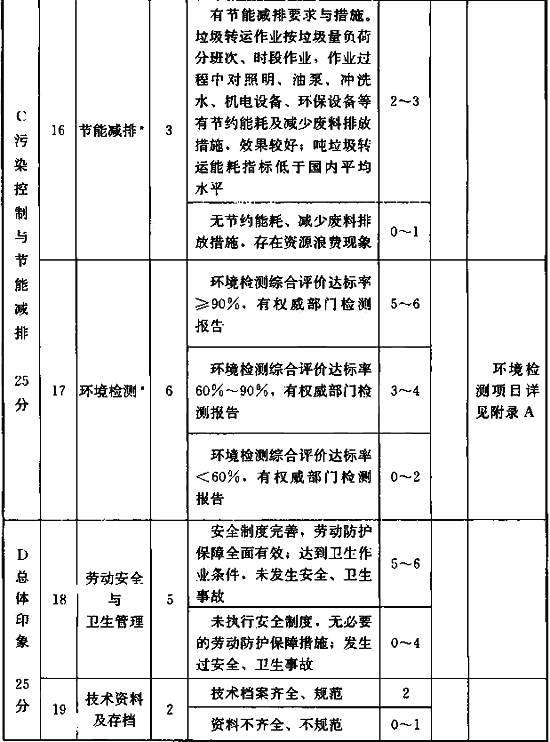 C
污
染
控
制
与
节
能
减
排
25
分
16
节能减排*
3
有节能减排要求与措施。
垃圾转运作业按垃圾量负荷
分班次、时段作业，作业过
程中对照明、油泵、冲洗
水、机电设备、环保设备等
有节约能耗及减少废料排放
措施，效果较好；吨垃圾转
运能耗指标低于国内平均
水平
2～3
无节约能耗、减少废料排
放措施，存在资源浪费现象
0～1
17
环境检测*
6
环境检测综合评价达标率
≥90%，有权威部门检测
报告
5～6
环境检测综合评价达标率
60%～90%，有权威部门检
测报告
3～4
环境检测综合评价达标率
＜60%，有权威部门检测
报告
0～2
环境检
测项目详
见附录 A
D
总
体
印
象
25
分
18
劳动安全
与
卫生管理
5
安全制度完善，劳动防护
保障全面有效；达到卫生作
业条件，未发生安全、卫生
事故
5～6
未执行安全制度，无必要
的劳动防护保障措施；发生
过安全、卫生事故
0～4
19
技术资料
及存档
2
技术档案齐全、规范
2
资料不齐全、不规范
0～1